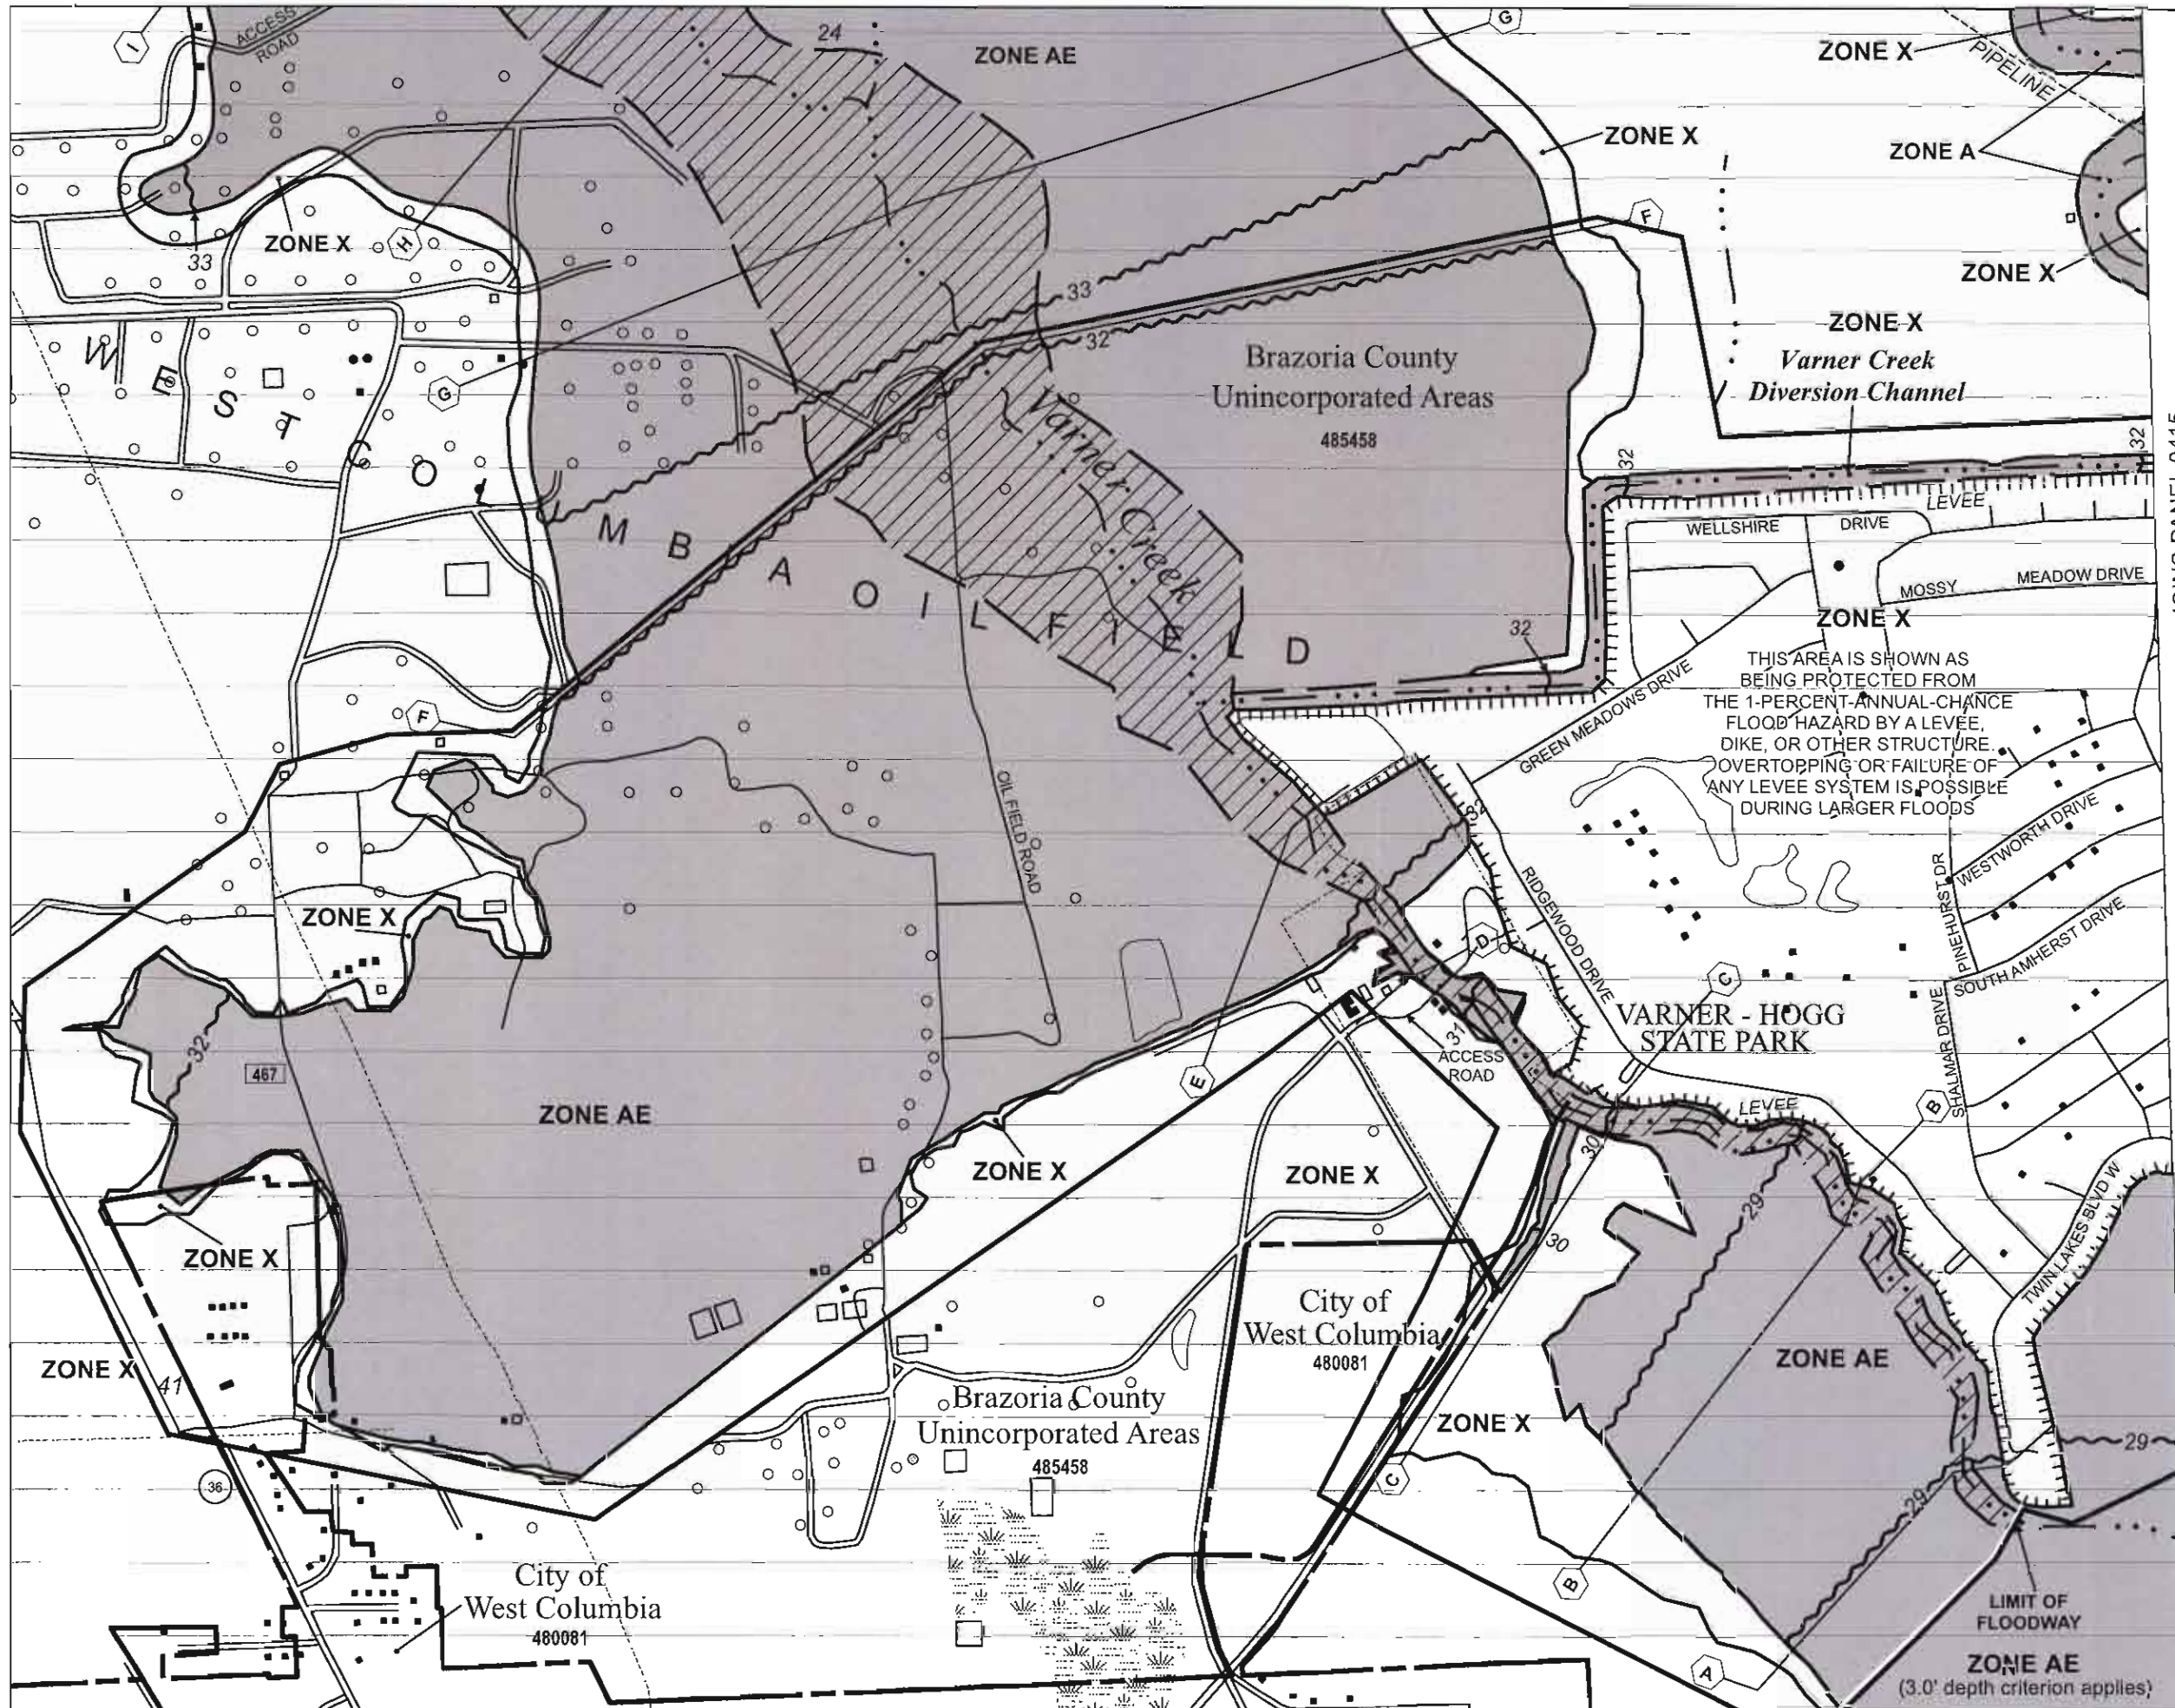 I
ACCESS
ROAD
24
ZONE AE
G
ZONE X
PIPELINE
ZONE X
ZONE A
F
ZONE X
H
33
ZONE X
33
32
ZONE X
Varner Creek
Diversion Channel
Brazoria County
Unincorporated Areas
485458
G
WEST COLUMBIA OIL FIELD
Varner Creek
32
32
LEVEE
WELLSHIRE DRIVE
MOSSY MEADOW DRIVE
ZONE X
THIS AREA IS SHOWN AS
BEING PROTECTED FROM
THE 1-PERCENT-ANNUAL-CHANCE
FLOOD HAZARD BY A LEVEE,
DIKE, OR OTHER STRUCTURE.
OVERTOPPING OR FAILURE OF
ANY LEVEE SYSTEM IS POSSIBLE
DURING LARGER FLOODS
32
GREEN MEADOWS DRIVE
F
OIL FIELD ROAD
32
RIDGEWOOD DRIVE
PINEHURST DR
WESTWORTH DRIVE
SOUTH AMHERST DRIVE
ZONE X
D
C
VARNER - HOGG
STATE PARK
SHALMAR DRIVE
32
467
31
ACCESS
ROAD
E
B
LEVEE
ZONE AE
ZONE X
ZONE X
30
TWIN LAKES BLVD W
29
30
ZONE X
City of
West Columbia
480081
ZONE AE
ZONE X
41
Brazoria County
Unincorporated Areas
485458
ZONE X
29
36
C
29
City of
West Columbia
480081
B
LIMIT OF
FLOODWAY
A
ZONE AE
(3.0' depth criterion applies)